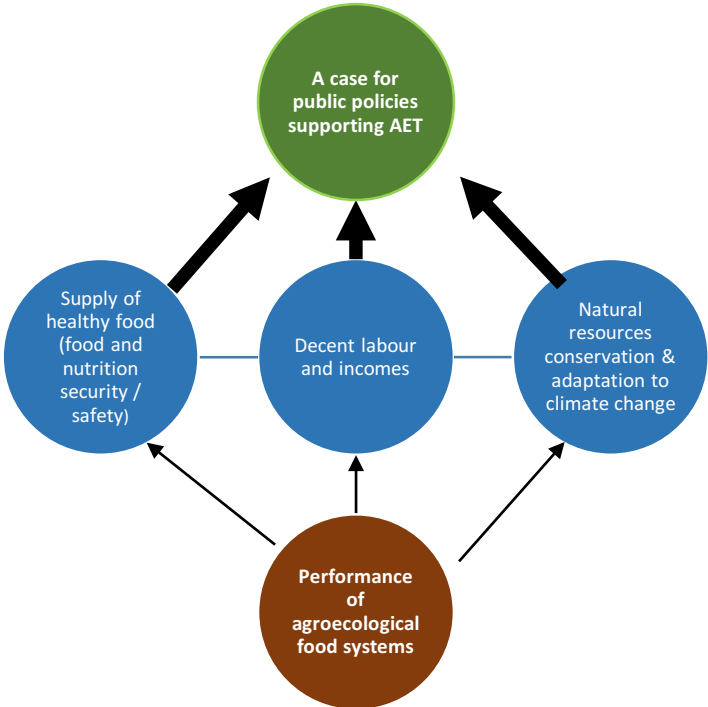 A case for
public policies
supporting AET
Supply of
healthy food
(food and
nutrition
security /
safety)
Decent labour
and incomes
Natural
resources
conservation &
adaptation to
climate change
Performance
of
agroecological
food systems